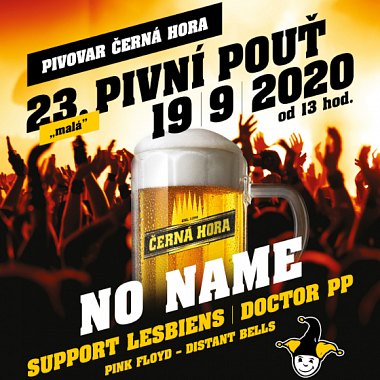 PIVOVAR ČERNÁ HORA
23. PIVNÍ POUŤ
„malá“
19|9|2020
od 13 hod.
ČERNÁ HORA
NO NAME
SUPPORT LESBIENS | DOCTOR PP
PINK FLOYD – DISTANT BELLS